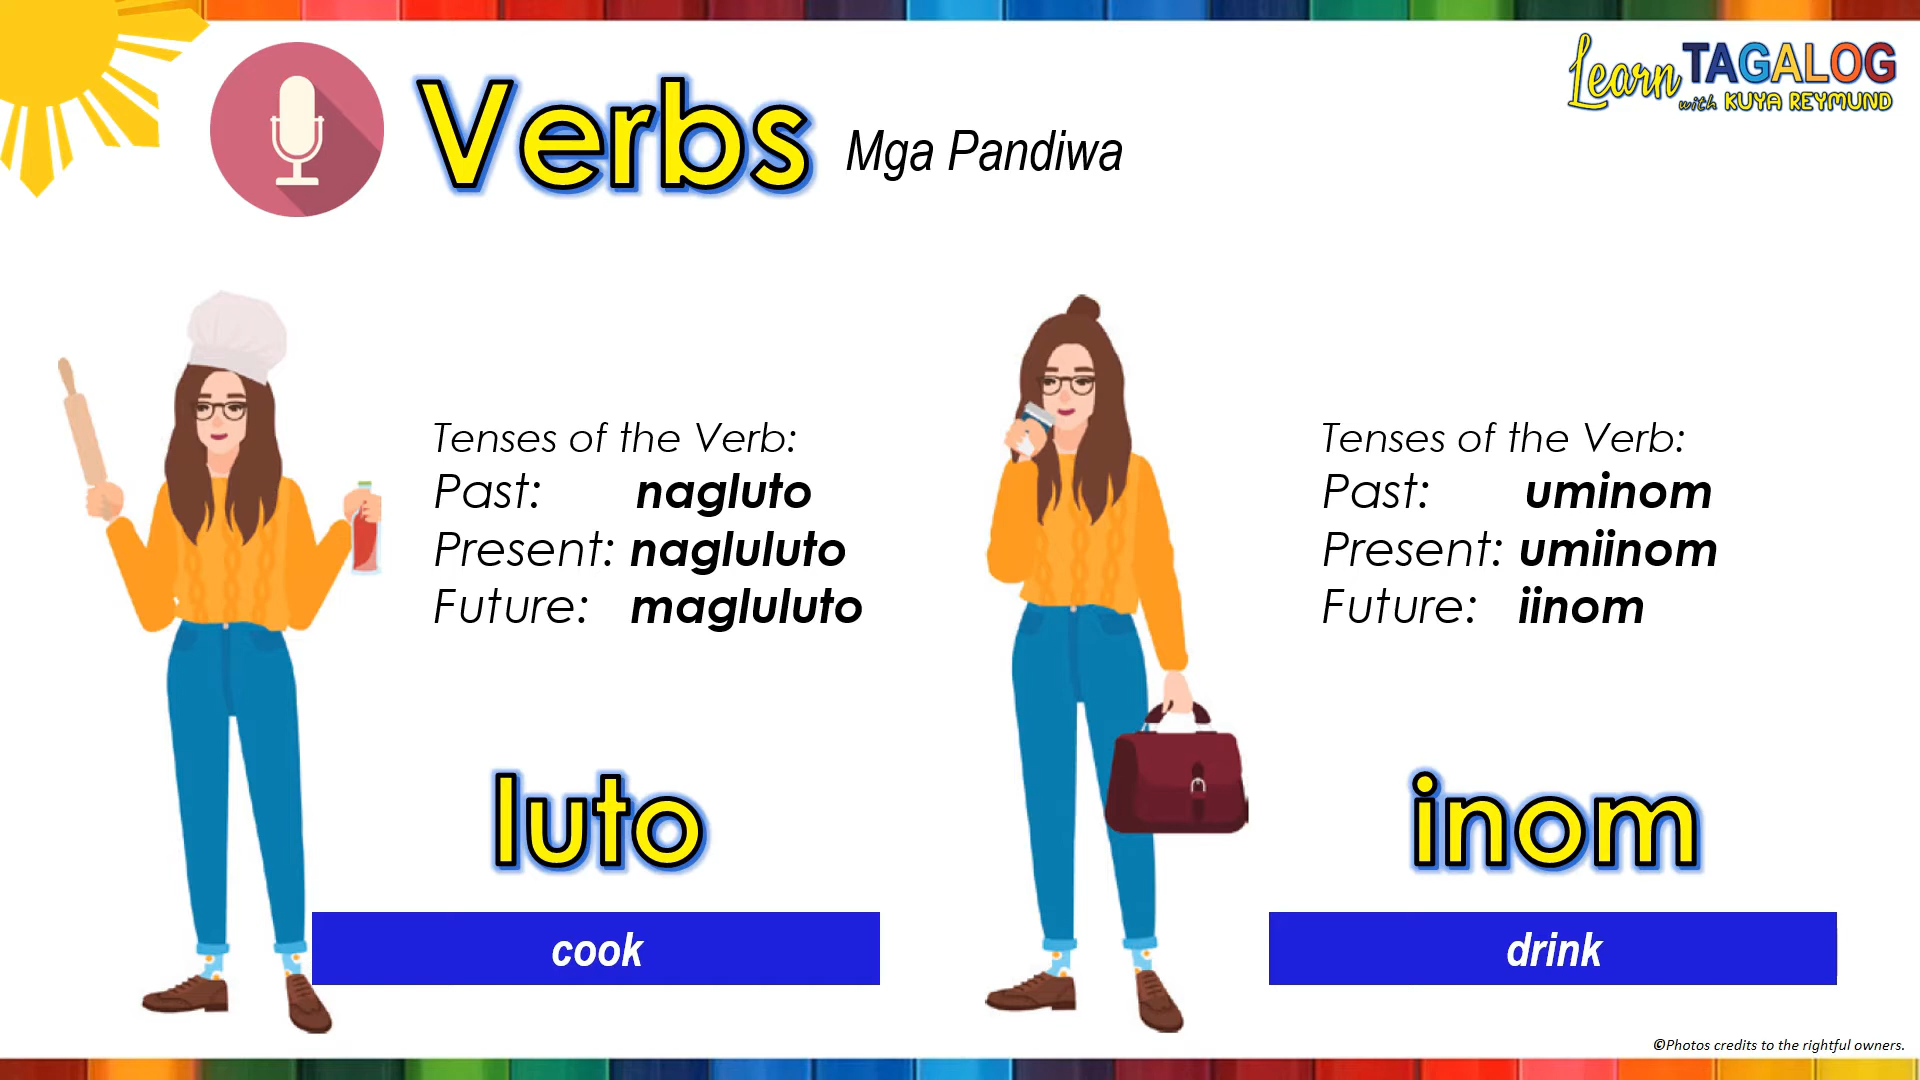 Learn TAGALOG
with KUYA REYMUND
Verbs Mga Pandiwa
Tenses of the Verb:
Past: nagluto
Present: nagluluto
Future: magluluto
luto
cook
Tenses of the Verb:
Past: uminom
Present: umiinom
Future: iinom
inom
drink
©Photos credits to the rightful owners.